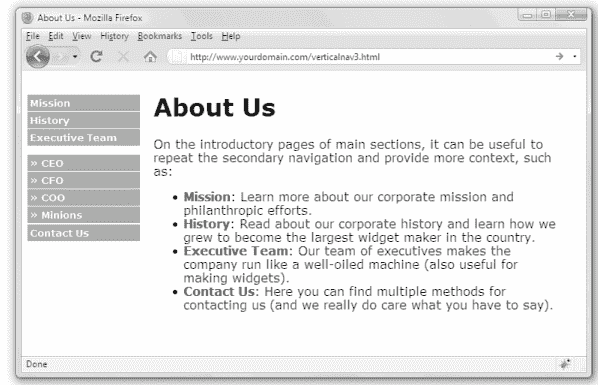 About Us - Mozilla Firefox
File Edit View History Bookmarks Tools Help
http://www.yourdomain.com/verticalnav3.html
Mission
History
Executive Team
» CEO
» CFO
» COO
» Minions
Contact Us
About Us
On the introductory pages of main sections, it can be useful to
repeat the secondary navigation and provide more context, such
as:
• Mission: Learn more about our corporate mission and
philanthropic efforts.
• History: Read about our corporate history and learn how we
grew to become the largest widget maker in the country.
• Executive Team: Our team of executives makes the
company run like a well-oiled machine (also useful for
making widgets).
• Contact Us: Here you can find multiple methods for
contacting us (and we really do care what you have to say).
Done